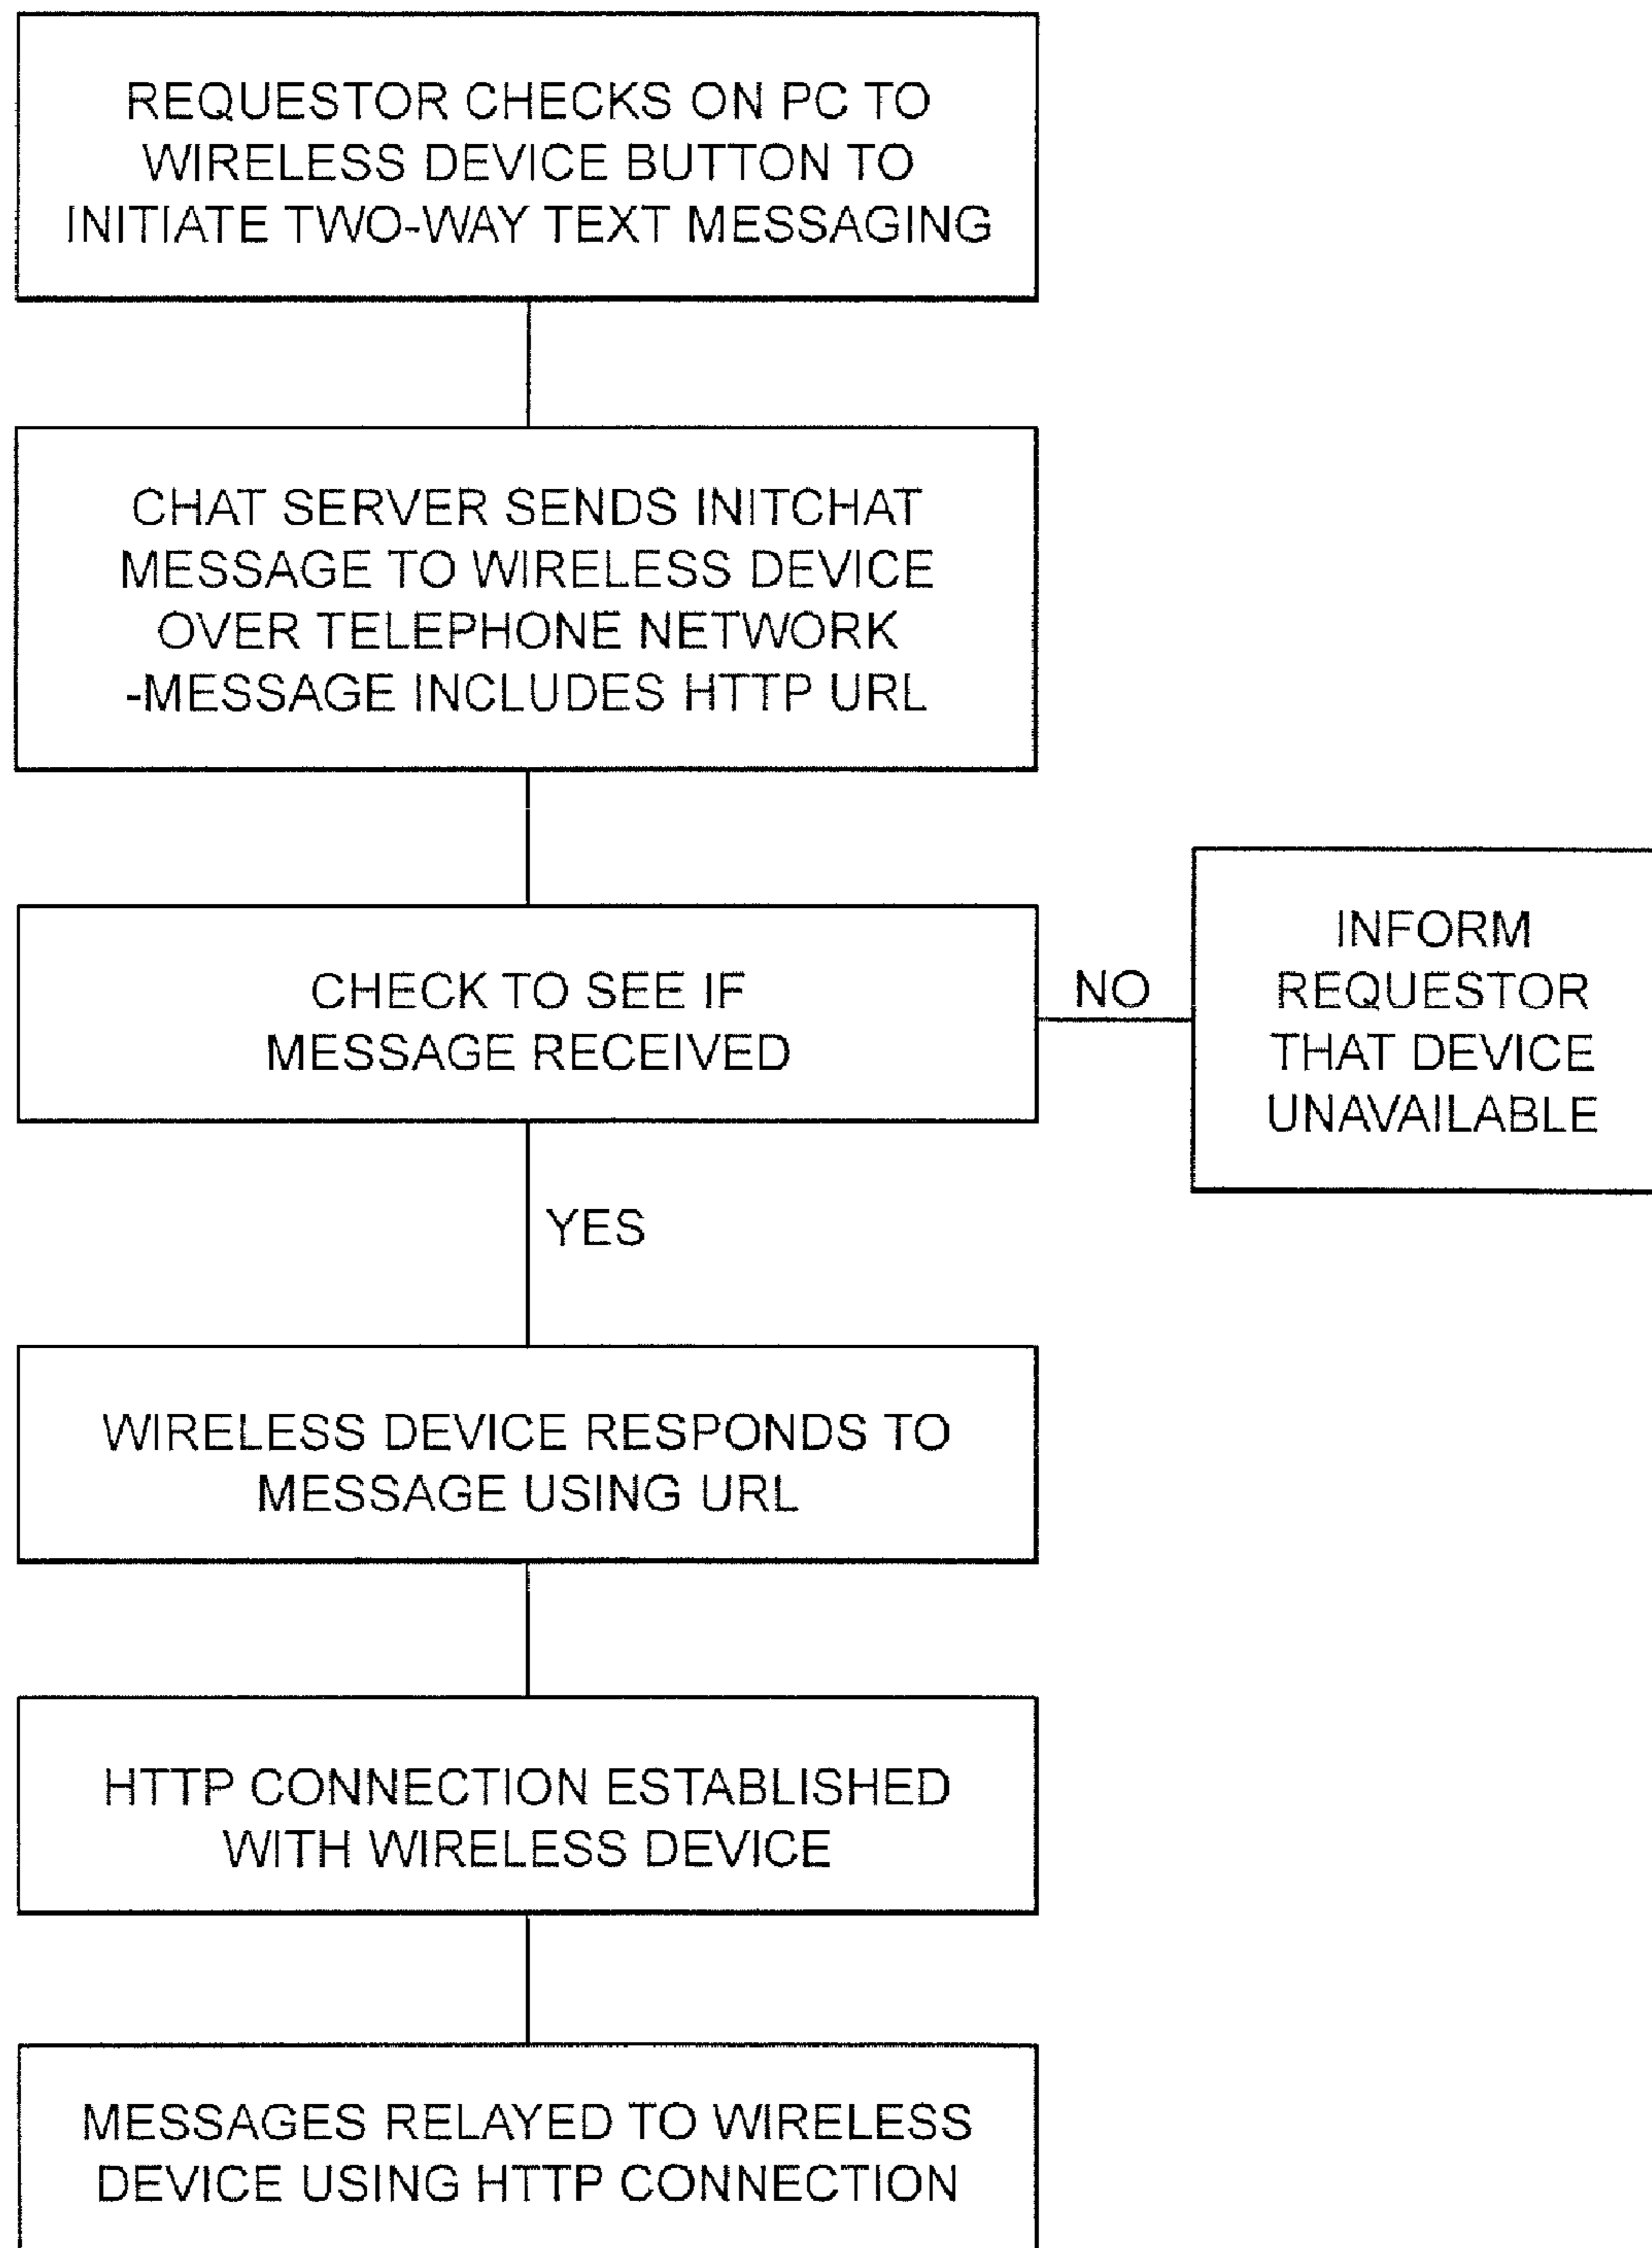 REQUESTOR CHECKS ON PC TO
WIRELESS DEVICE BUTTON TO
INITIATE TWO-WAY TEXT MESSAGING
CHAT SERVER SENDS INITCHAT
MESSAGE TO WIRELESS DEVICE
OVER TELEPHONE NETWORK
-MESSAGE INCLUDES HTTP URL
CHECK TO SEE IF
MESSAGE RECEIVED
NO
INFORM
REQUESTOR
THAT DEVICE
UNAVAILABLE
YES
WIRELESS DEVICE RESPONDS TO
MESSAGE USING URL
HTTP CONNECTION ESTABLISHED
WITH WIRELESS DEVICE
MESSAGES RELAYED TO WIRELESS
DEVICE USING HTTP CONNECTION